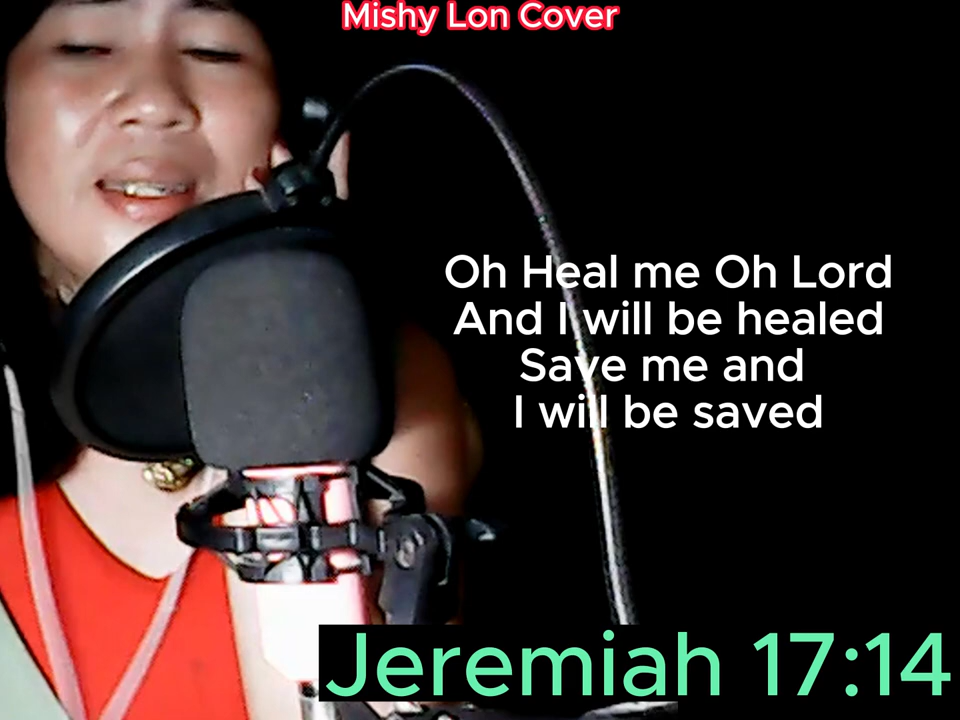 Mishy Lon Cover
Oh Heal me Oh Lord
And I will be healed
Save me and
I will be saved
Jeremiah 17:14